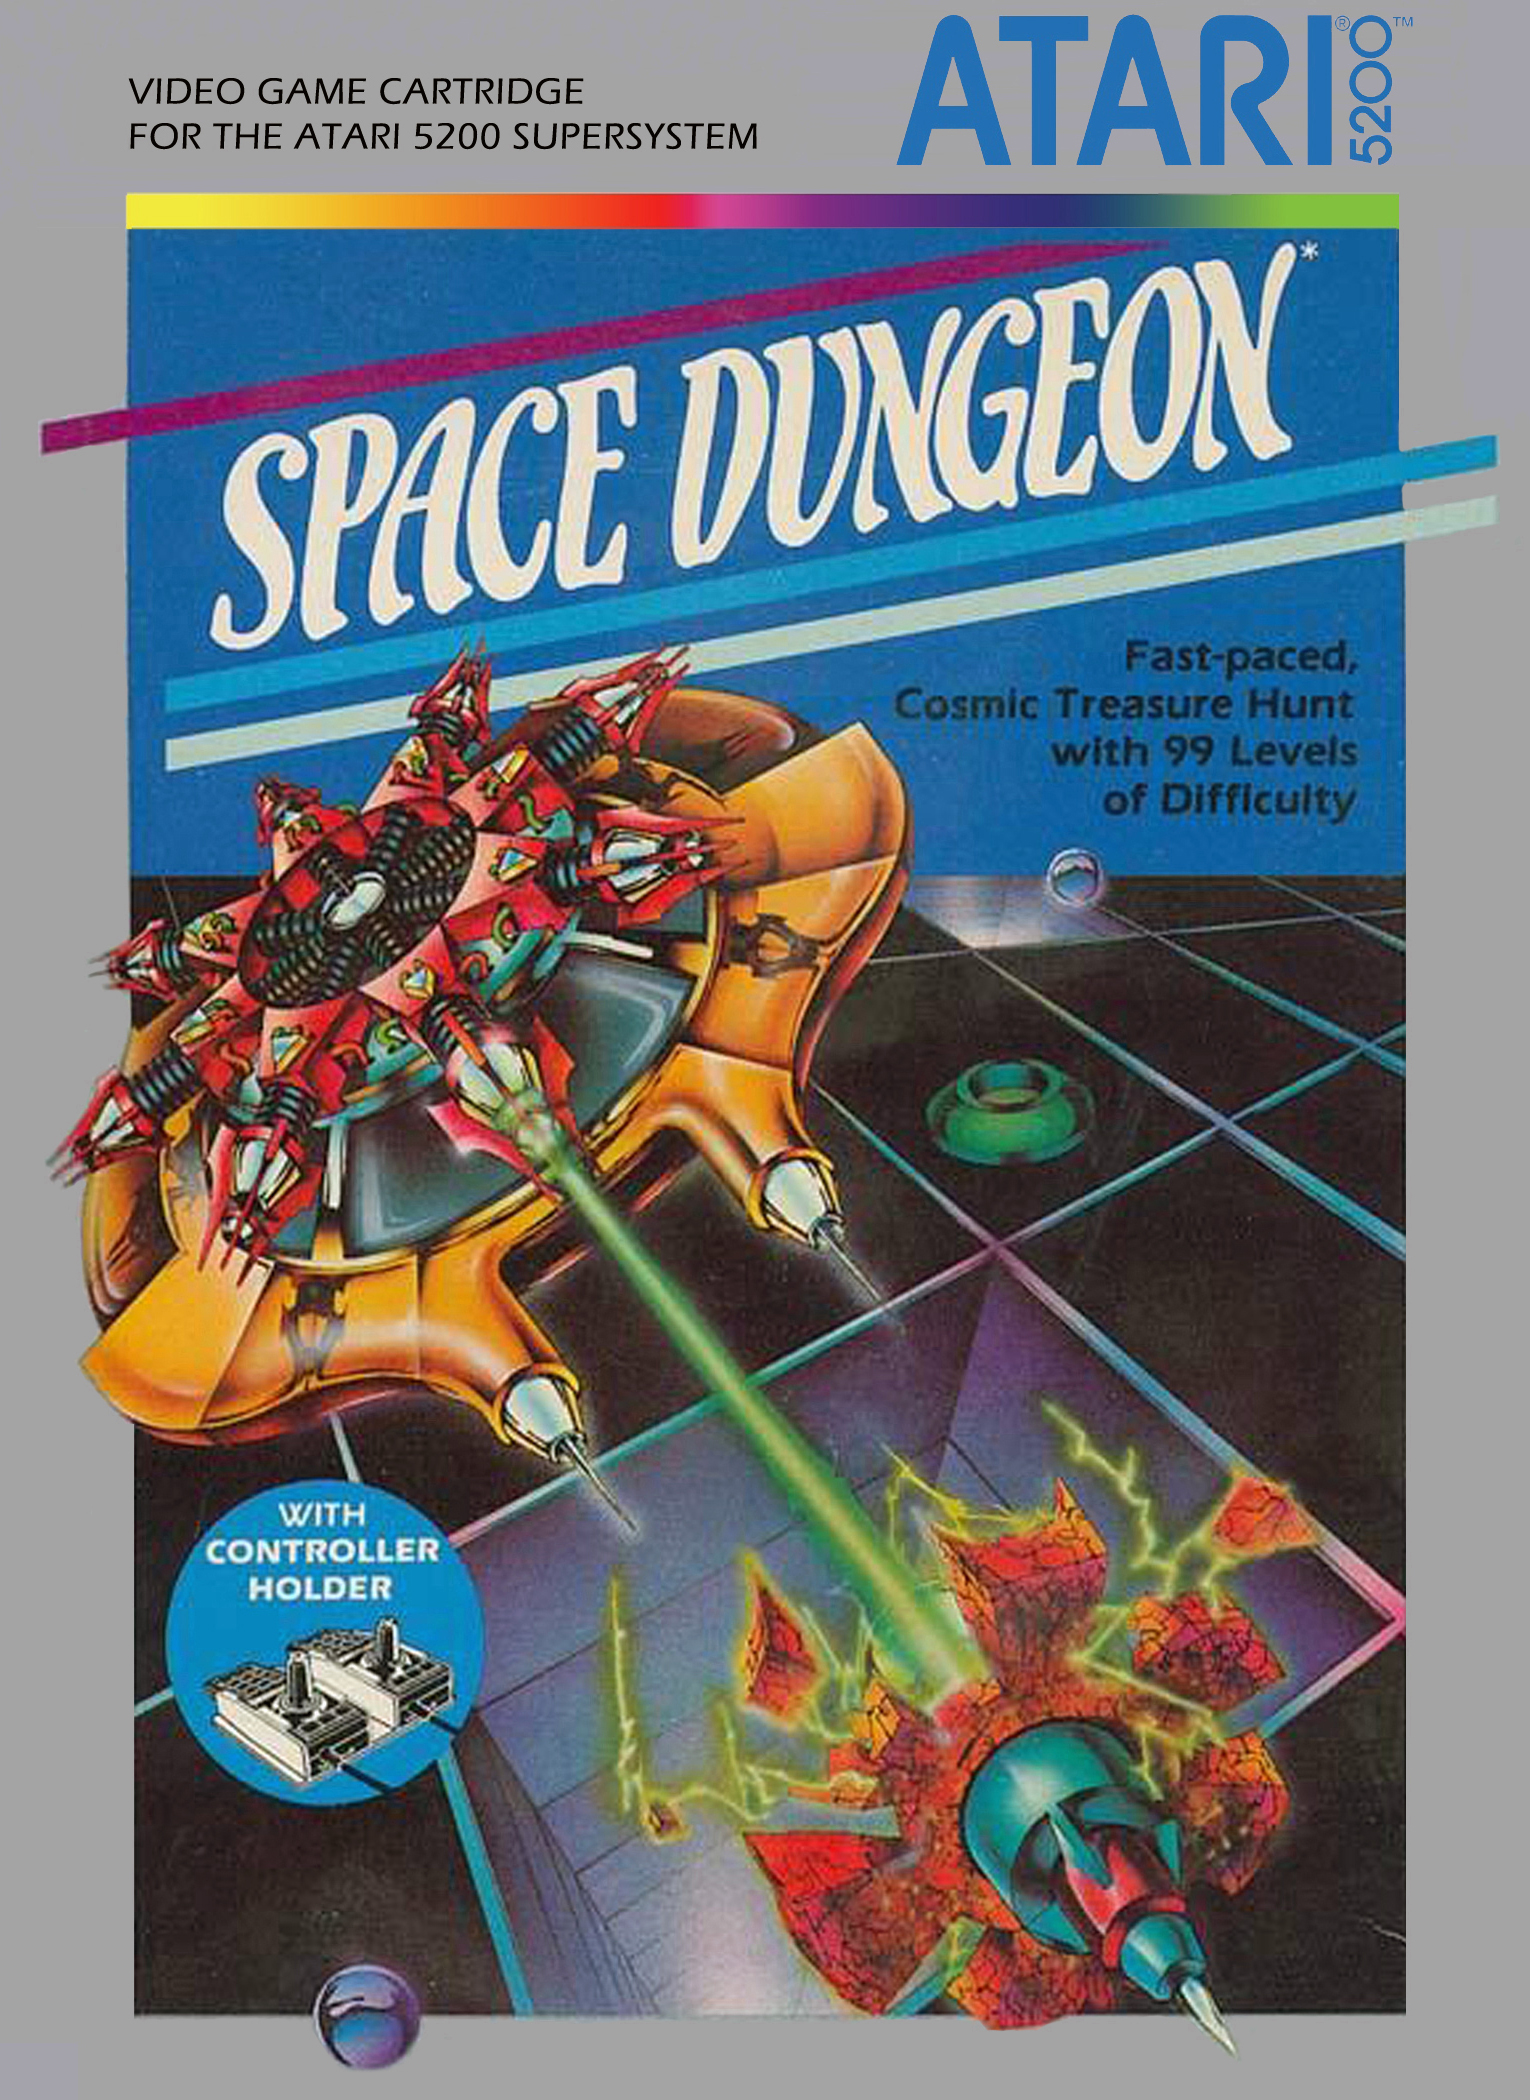 VIDEO GAME CARTRIDGE
FOR THE ATARI 5200 SUPERSYSTEM
ATARI® 5200™
SPACE DUNGEON*
Fast-paced,
Cosmic Treasure Hunt
with 99 Levels
of Difficulty
WITH
CONTROLLER
HOLDER